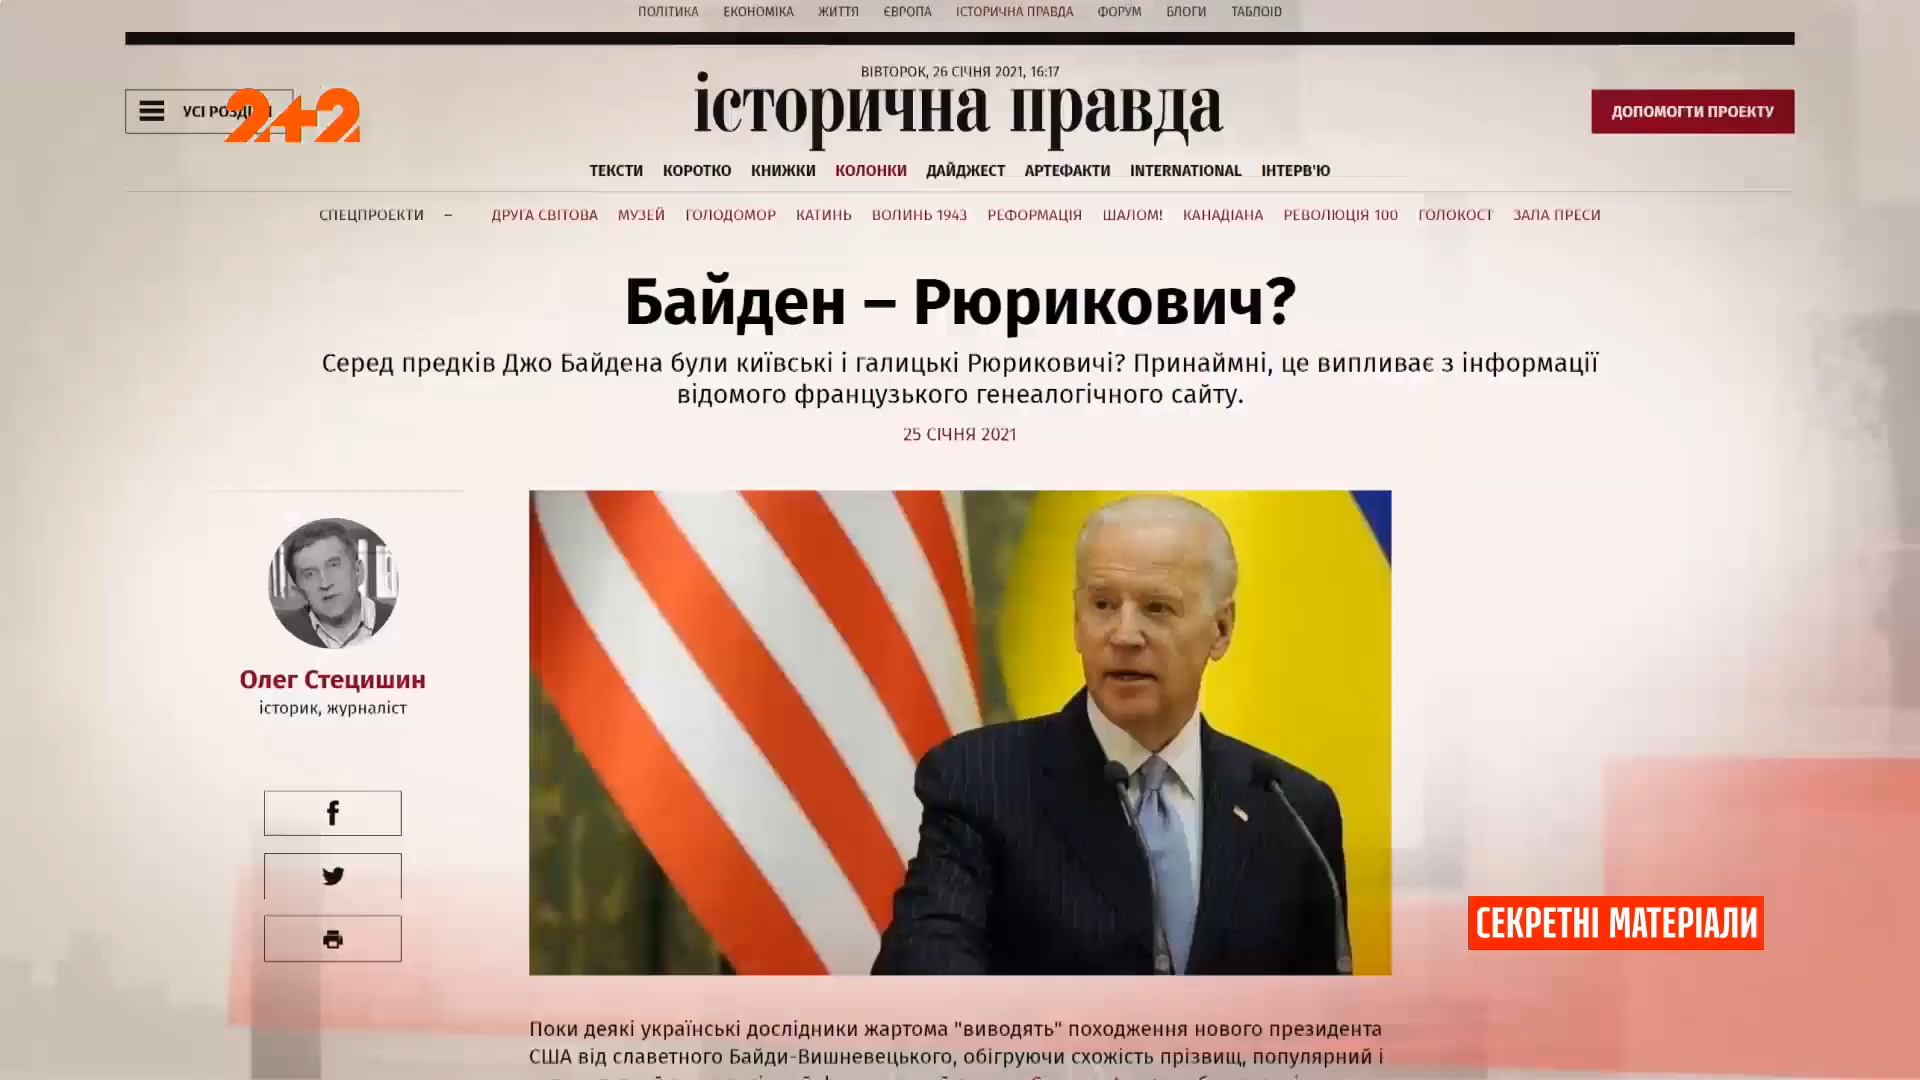 ПОЛІТИКА ЕКОНОМІКА ЖИТТЯ ЄВРОПА ІСТОРИЧНА ПРАВДА ФОРУМ БЛОГИ ТАБЛОІD
ВІВТОРОК, 26 СІЧНЯ 2021, 16:17
УСІ
2+2
історична правда
ДОПОМОГТИ ПРОЕКТУ
ТЕКСТИ КОРОТКО КНИЖКИ КОЛОНКИ ДАЙДЖЕСТ АРТЕФАКТИ INTERNATIONAL ІНТЕРВ'Ю
СПЕЦПРОЕКТИ – ДРУГА СВІТОВА МУЗЕЙ ГОЛОДОМОР КАТИНЬ ВОЛИНЬ 1943 РЕФОРМАЦІЯ ШАЛОМ! КАНАДІАНА РЕВОЛЮЦІЯ 100 ГОЛОКОСТ ЗАЛА ПРЕСИ
Байден – Рюрикович?
Серед предків Джо Байдена були київські і галицькі Рюриковичі? Принаймні, це випливає з інформації
відомого французького генеалогічного сайту.
25 СІЧНЯ 2021
Олег Стецишин
історик, журналіст
СЕКРЕТНІ МАТЕРІАЛИ
Поки деякі українські дослідники жартома "виводять" походження нового президента
США від славетного Байди-Вишневецького, обігруючи схожість прізвищ, популярний і